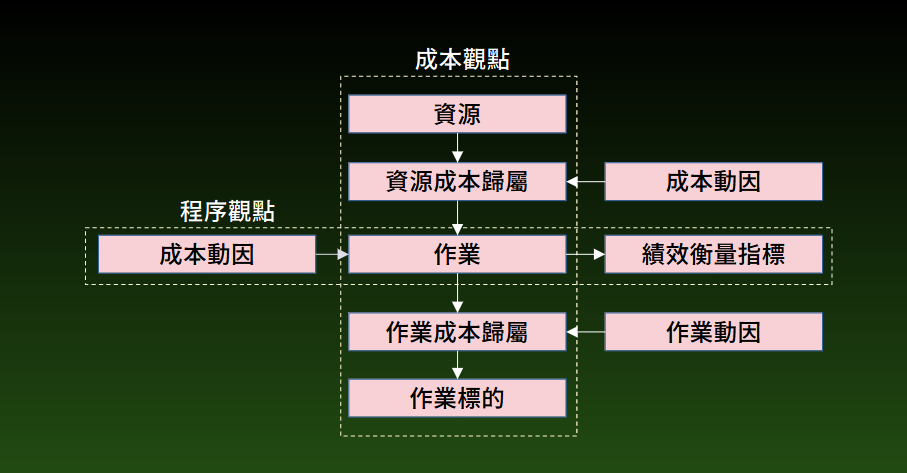 成本觀點
資源
資源成本歸屬
成本動因
程序觀點
成本動因
作業
績效衡量指標
作業成本歸屬
作業動因
作業標的